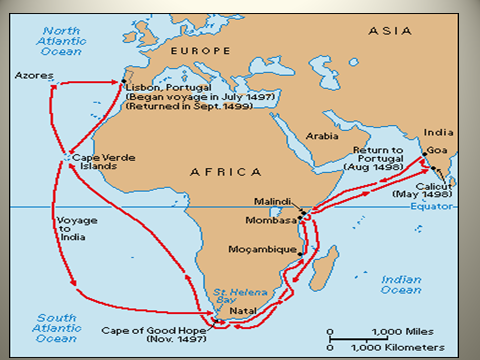 North
Atlantic
Ocean
ASIA
EUROPE
Azores
Lisbon, Portugal
(Began voyage in July 1497)
(Returned in Sept. 1499)
Arabia
India
Return to
Portugal
(Aug 1498)
Goa
Cape Verde
Islands
AFRICA
Calicut
(May 1498)
Malindi
Equator
Mombasa
Voyage
to
India
Moçambique
Indian
Ocean
St. Helena
Bay
Natal
South
Atlantic
Ocean
Cape of Good Hope
(Nov. 1497)
0 1,000 Miles
0 1,000 Kilometers